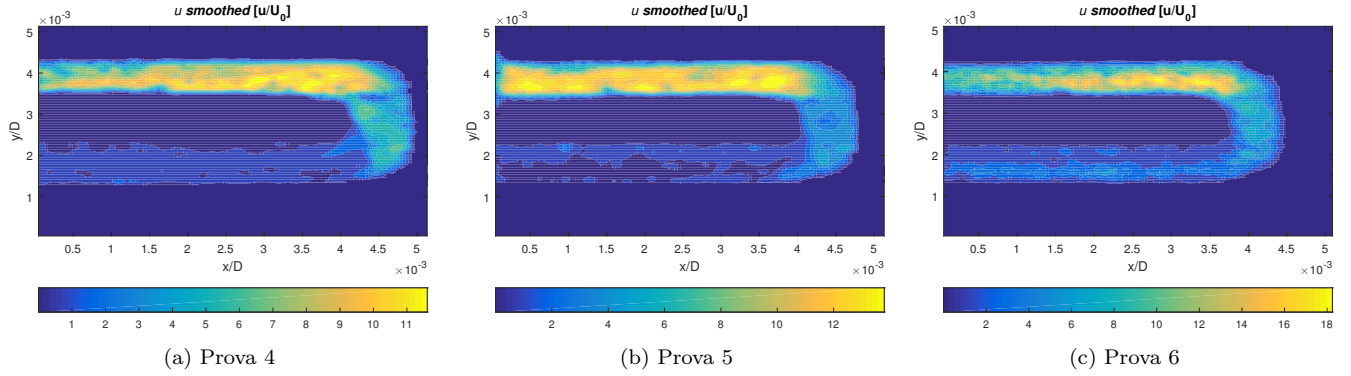 u smoothed [u/U0]
×10-3
5
4
3
2
1
y/D
0.5 1 1.5 2 2.5 3 3.5 4 4.5 5
x/D
×10-3
1 2 3 4 5 6 7 8 9 10 11
(a) Prova 4
u smoothed [u/U0]
×10-3
5
4
3
2
1
y/D
0.5 1 1.5 2 2.5 3 3.5 4 4.5 5
x/D
×10-3
2 4 6 8 10 12
(b) Prova 5
u smoothed [u/U0]
×10-3
5
4
3
2
1
y/D
0.5 1 1.5 2 2.5 3 3.5 4 4.5 5
x/D
×10-3
2 4 6 8 10 12 14 16 18
(c) Prova 6